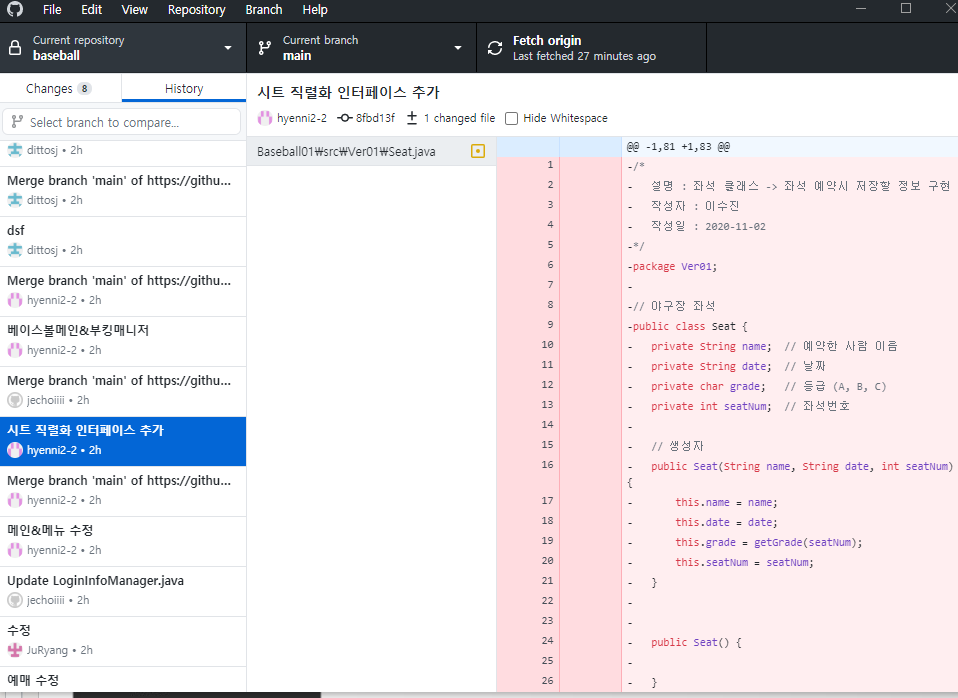 File Edit View Repository Branch Help
Current repository
baseball
Current branch
main
Fetch origin
Last fetched 27 minutes ago
Changes 8
History
Select branch to compare...
dittosj • 2h
Merge branch 'main' of https://githu...
dittosj • 2h
dsf
dittosj • 2h
Merge branch 'main' of https://githu...
hyenni2-2 • 2h
베이스볼메인&부킹매니저
hyenni2-2 • 2h
Merge branch 'main' of https://githu...
jechoiiii • 2h
시트 직렬화 인터페이스 추가
hyenni2-2 • 2h
Merge branch 'main' of https://githu...
hyenni2-2 • 2h
메인&메뉴 수정
hyenni2-2 • 2h
Update LoginInfoManager.java
jechoiiii • 2h
수정
JuRyang • 2h
예매 수정
시트 직렬화 인터페이스 추가
hyenni2-2 8fbd13f 1 changed file Hide Whitespace
Baseball01₩src₩Ver01₩Seat.java
@@ -1,81 +1,83 @@
1 -/*
2 - 설명 : 좌석 클래스 -> 좌석 예약시 저장할 정보 구현
3 - 작성자 : 이수진
4 - 작성일 : 2020-11-02
5 -*/
6 -package Ver01;
7 -
8 -// 야구장 좌석
9 -public class Seat {
10 - private String name; // 예약한 사람 이음
11 - private String date; // 날짜
12 - private char grade; // 등급 (A, B, C)
13 - private int seatNum; // 좌석번호
14 -
15 - // 생성자
16 - public Seat(String name, String date, int seatNum)
{
17 - this.name = name;
18 - this.date = date;
19 - this.grade = getGrade(seatNum);
20 - this.seatNum = seatNum;
21 - }
22 -
23 -
24 - public Seat() {
25 -
26 - }